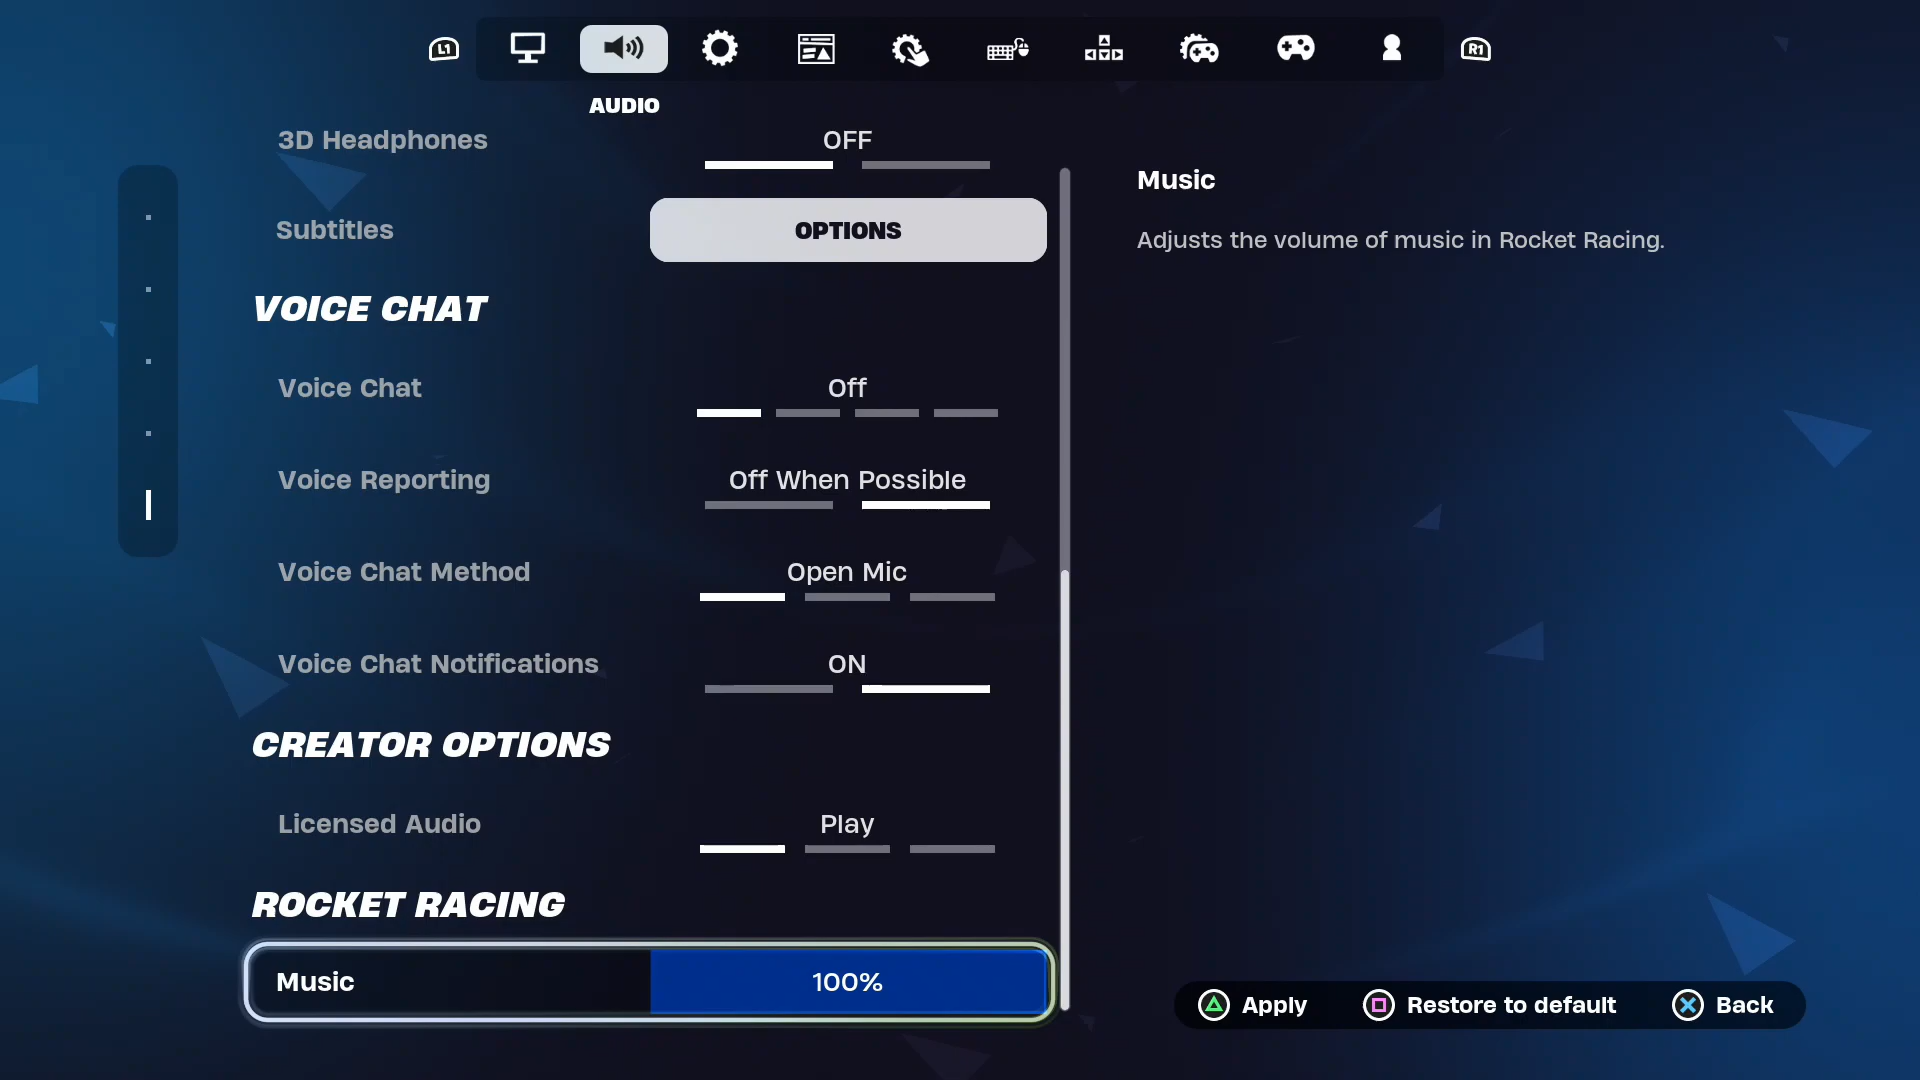 L1
R1
AUDIO
3D Headphones OFF
Subtitles OPTIONS
VOICE CHAT
Voice Chat Off
Voice Reporting Off When Possible
Voice Chat Method Open Mic
Voice Chat Notifications ON
CREATOR OPTIONS
Licensed Audio Play
ROCKET RACING
Music 100%
Music
Adjusts the volume of music in Rocket Racing.
Apply Restore to default Back